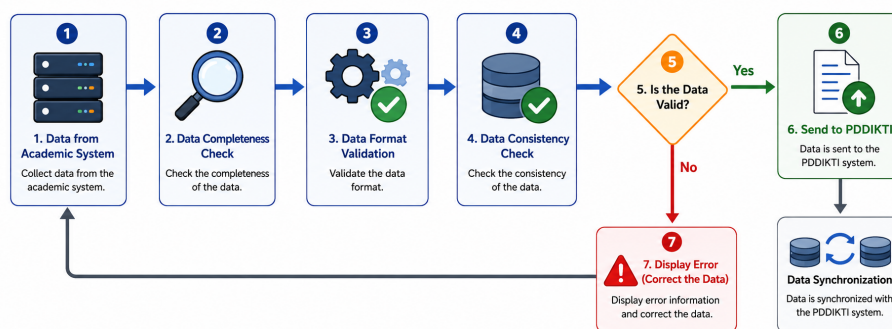 1
1. Data from
Academic System
Collect data from the
academic system.
2
2. Data Completeness
Check
Check the completeness
of the data.
3
3. Data Format
Validation
Validate the data
format.
4
4. Data Consistency
Check
Check the consistency
of the data.
5
5. Is the Data
Valid?
Yes
No
6
6. Send to PDDIKTI
Data is sent to the
PDDIKTI system.
7
7. Display Error
(Correct the Data)
Display error information
and correct the data.
Data Synchronization
Data is synchronized with
the PDDIKTI system.